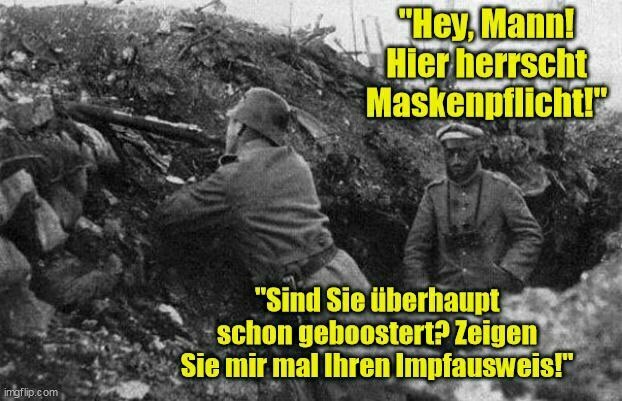 "Hey, Mann!
Hier herrscht
Maskenpflicht!"
"Sind Sie überhaupt
schon geboostert? Zeigen
Sie mir mal Ihren Impfausweis!"
imgflip.com